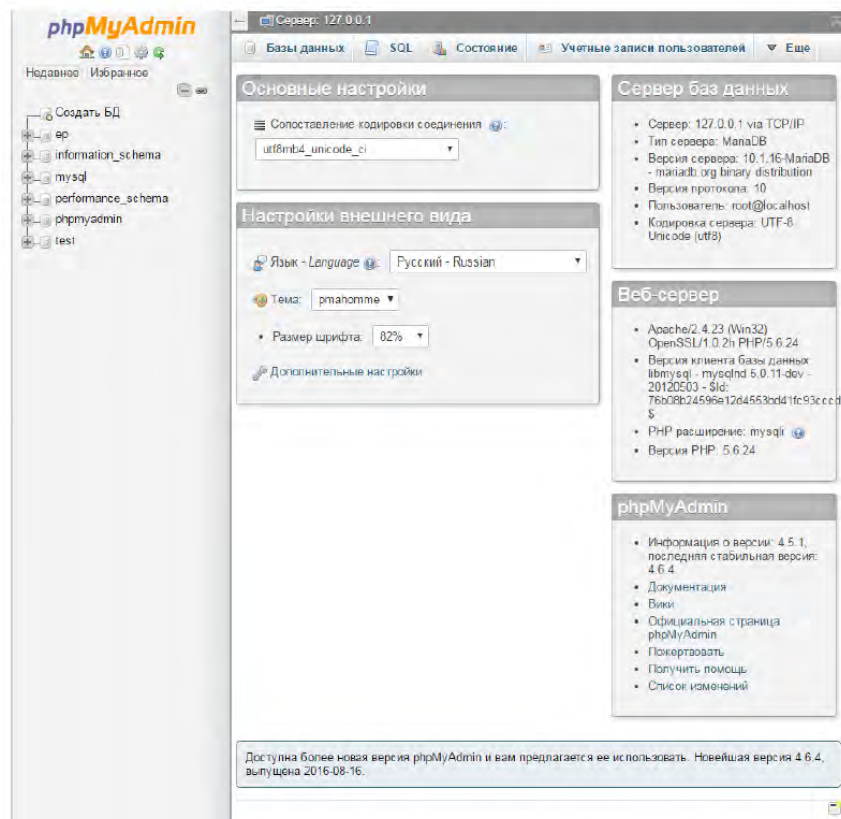 phpMyAdmin
Недавное Избранное
Создать БД
ep
information_schema
mysql
performance_schema
phpmyadmin
test
Сервер: 127.0.0.1
Базы данных
SQL
Состояние
Учетные записи пользователей
Еще
Основные настройки
Сопоставление кодировки соединения
utf8mb4_unicode_ci
Настройки внешнего вида
Язык - Language
Русский - Russian
Тема:
pmahomme
Размер шрифта:
82%
Дополнительные настройки
Сервер баз данных
Сервер: 127.0.0.1 via TCP/IP
Тип сервера: MariaDB
Версия сервера: 10.1.16-MariaDB
- mariadb.org binary distribution
Версия протокола: 10
Пользователь: root@localhost
Кодировка сервера: UTF-8
Unicode (utf8)
Веб-сервер
Apache/2.4.23 (Win32)
OpenSSL/1.0.2h PHP/5.6.24
Версия клиента базы данных:
libmysql - mysqlnd 5.0.11-dev -
20120503 - $Id:
$
PHP расширение: mysqli
Версия PHP: 5.6.24
phpMyAdmin
Информация о версии: 4.5.1,
последняя стабильная версия:
4.6.4
Документация
Вики
Официальная страница
phpMyAdmin
Пожертвовать
Получить помощь
Список изменений
Доступна более новая версия phpMyAdmin и вам предлагается ее использовать. Новейшая версия 4.6.4,
выпущена 2016-08-16.